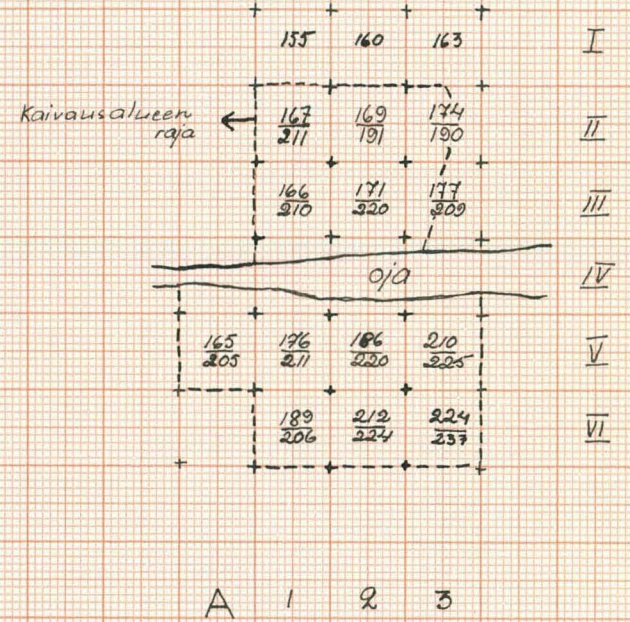 155 160 163 I
Kaivausalueen
raja
167 169 174 II
211 191 190
166 171 177 III
210 220 209
oja IV
165 176 186 210 V
205 211 220 225
189 212 224 VI
206 224 237
A 1 2 3